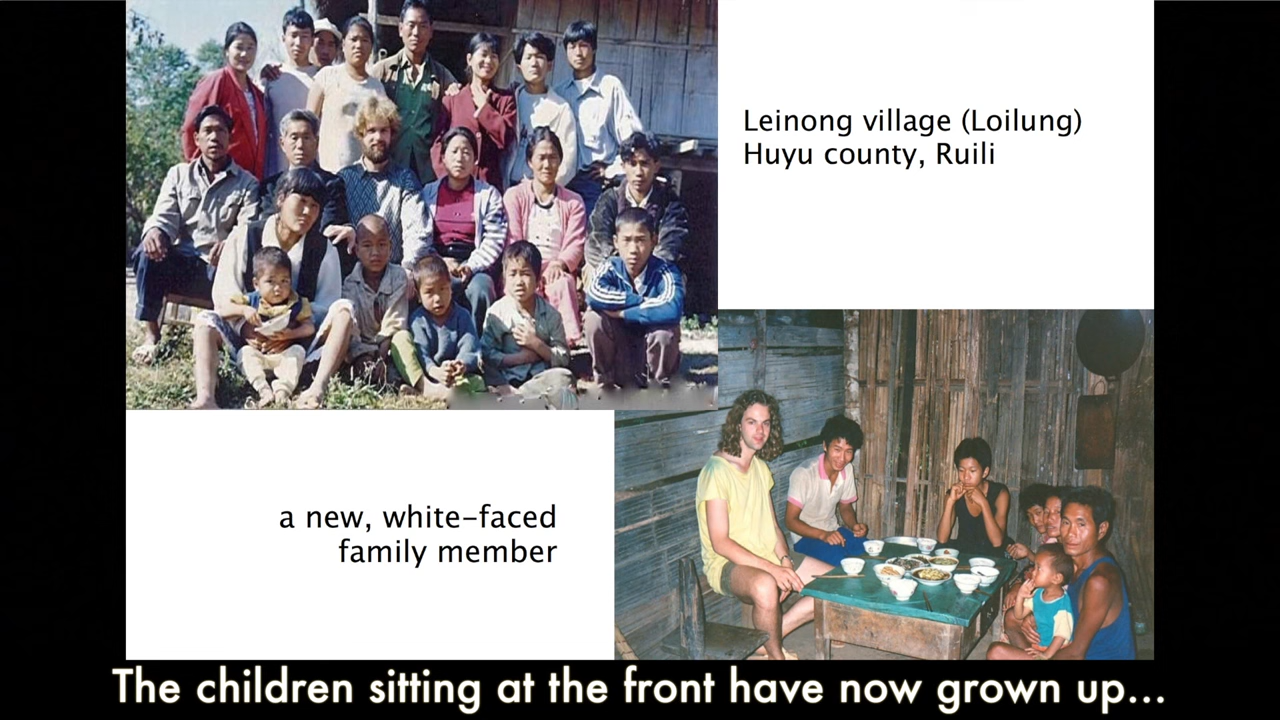 Leinong village (Loilung)
Huyu county, Ruili
a new, white-faced
family member
The children sitting at the front have now grown up...